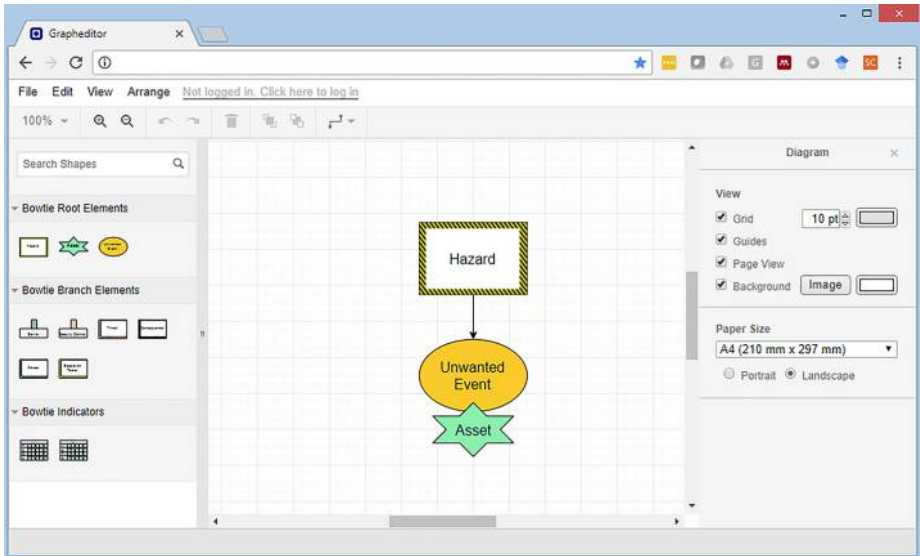 Grapheditor
File Edit View Arrange Not logged in. Click here to log in
100%
Search Shapes
Diagram
View
Bowtie Root Elements
Grid 10 pt
Guides
Page View
Background Image
Hazard
Bowtie Branch Elements
Paper Size
A4 (210 mm x 297 mm)
Portrait Landscape
Unwanted
Event
Bowtie Indicators
Asset